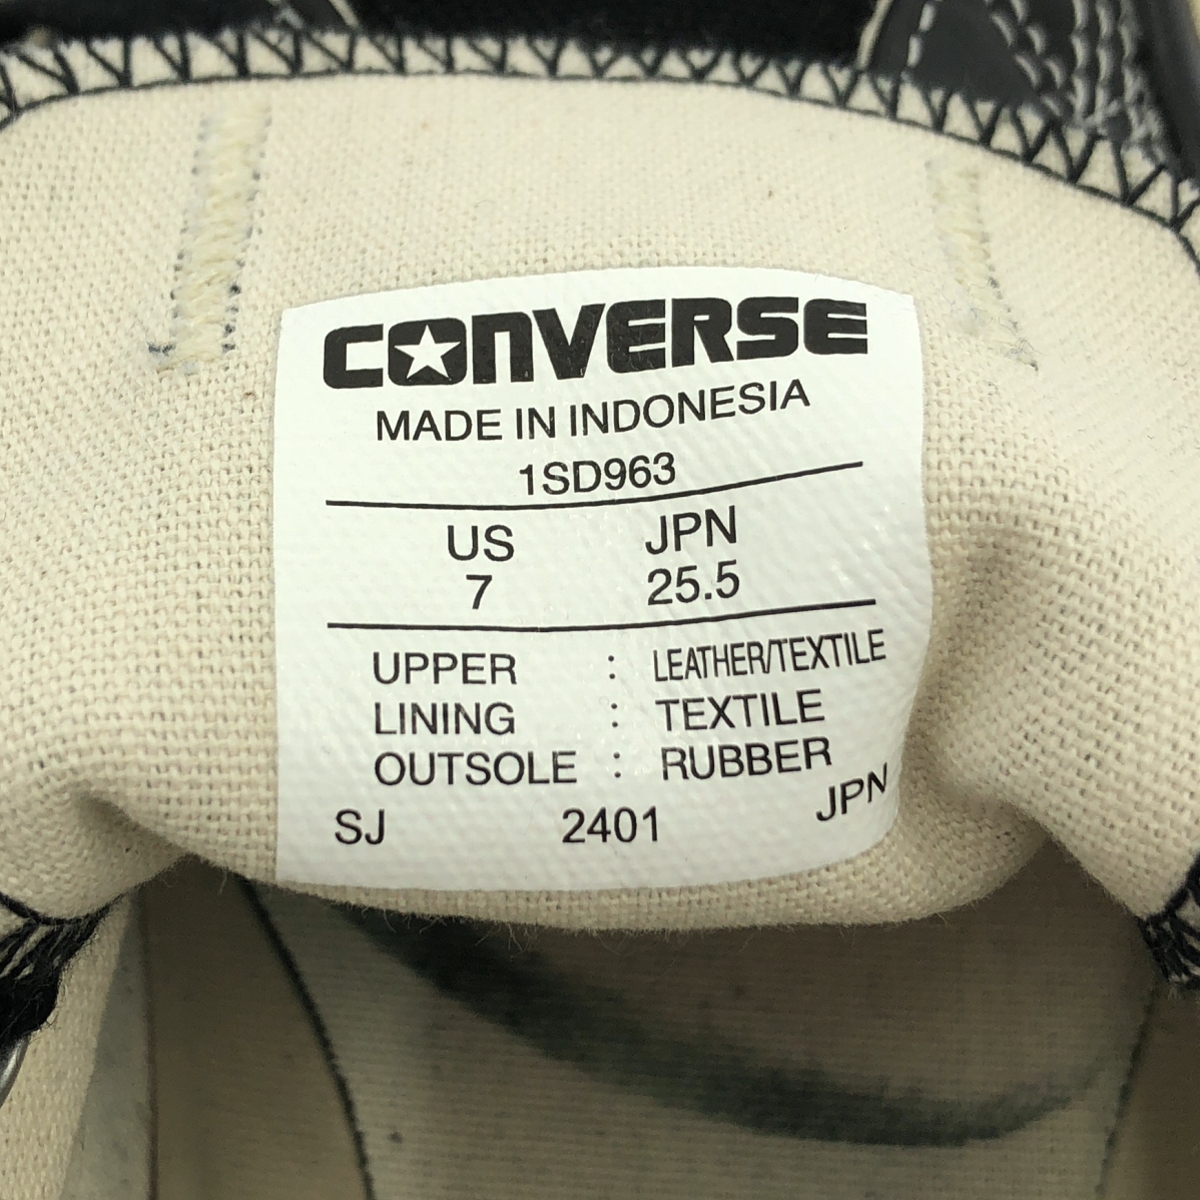 CONVERSE
MADE IN INDONESIA
1SD963
US JPN
7 25.5
UPPER : LEATHER/TEXTILE
LINING : TEXTILE
OUTSOLE : RUBBER
SJ 2401 JPN